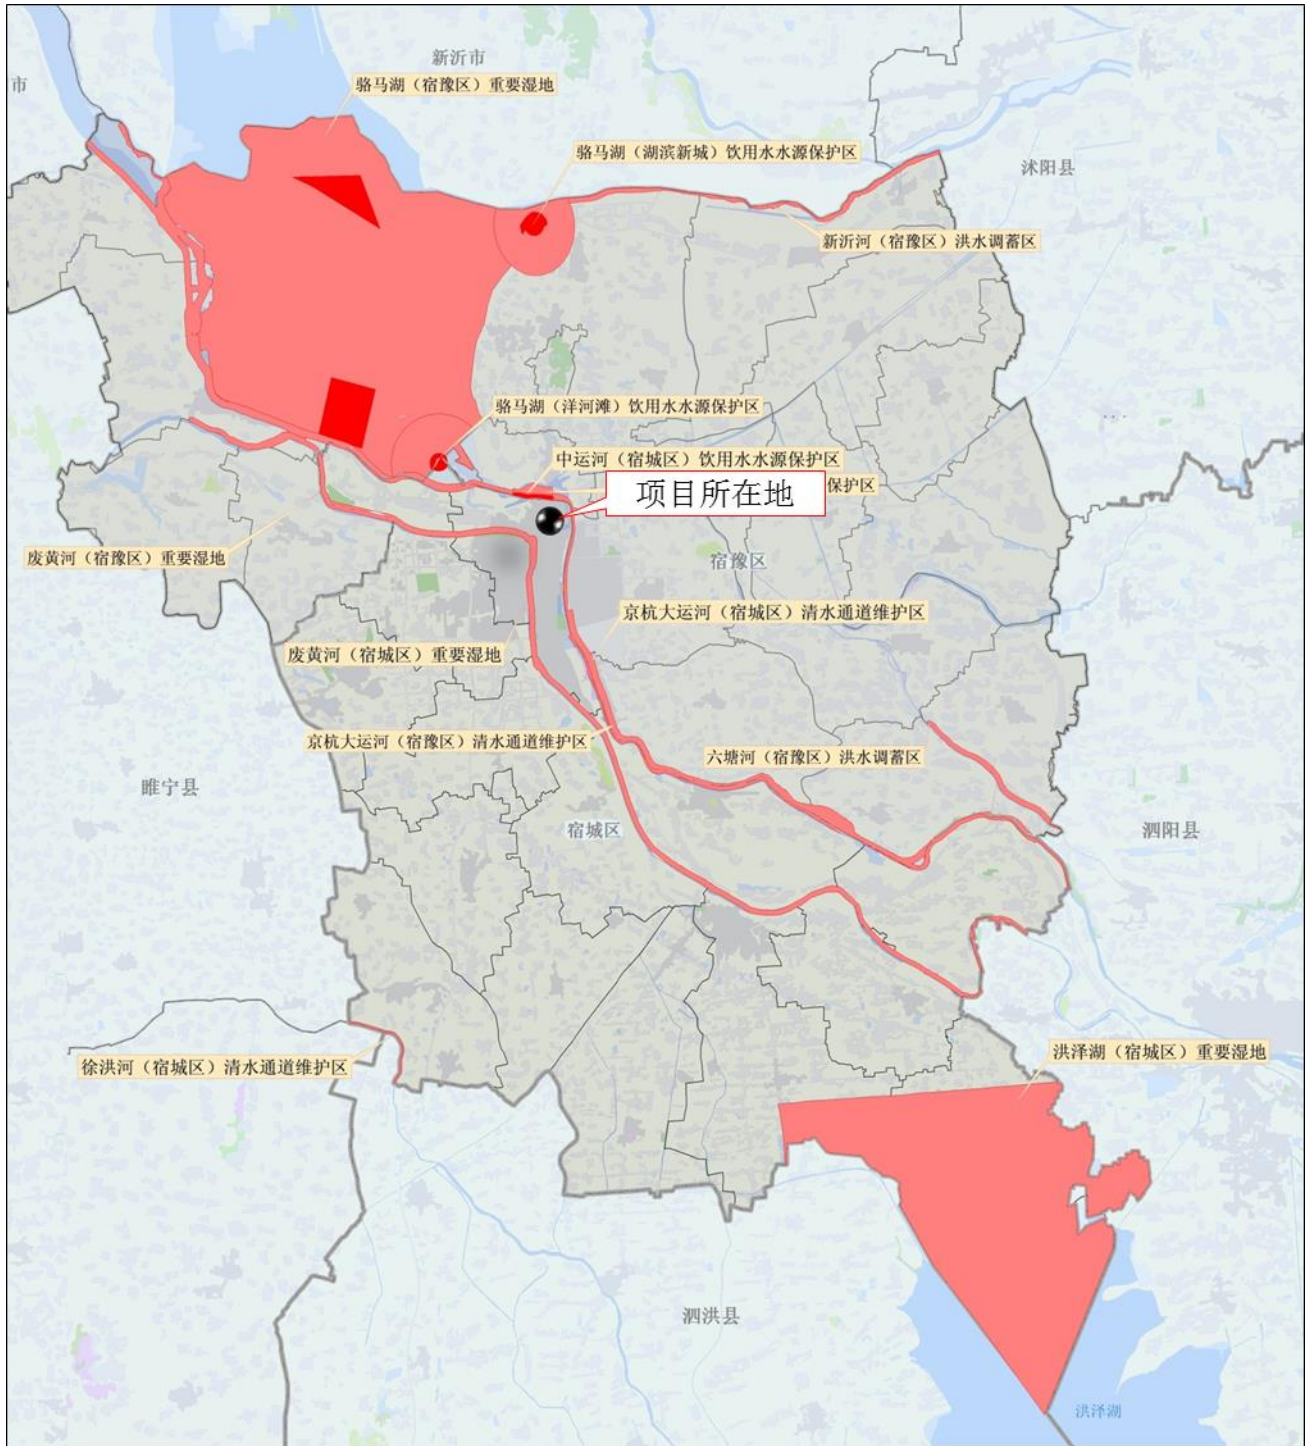 新沂市
市
骆马湖（宿豫区）重要湿地
骆马湖（湖滨新城）饮用水水源保护区
沭阳县
新沂河（宿豫区）洪水调蓄区
骆马湖（洋河滩）饮用水水源保护区
中运河（宿城区）饮用水水源保护区
保护区
项目所在地
废黄河（宿豫区）重要湿地
宿豫区
京杭大运河（宿城区）清水通道维护区
废黄河（宿城区）重要湿地
京杭大运河（宿豫区）清水通道维护区
六塘河（宿豫区）洪水调蓄区
睢宁县
宿城区
泗阳县
徐洪河（宿城区）清水通道维护区
洪泽湖（宿城区）重要湿地
泗洪县
洪泽湖